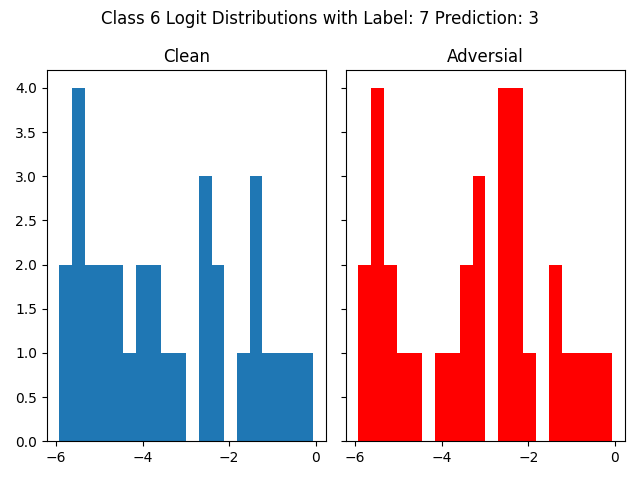 Class 6 Logit Distributions with Label: 7 Prediction: 3
Clean
Adversial
4.0
3.5
3.0
2.5
2.0
1.5
1.0
0.5
0.0
−6 −4 −2 0
−6 −4 −2 0